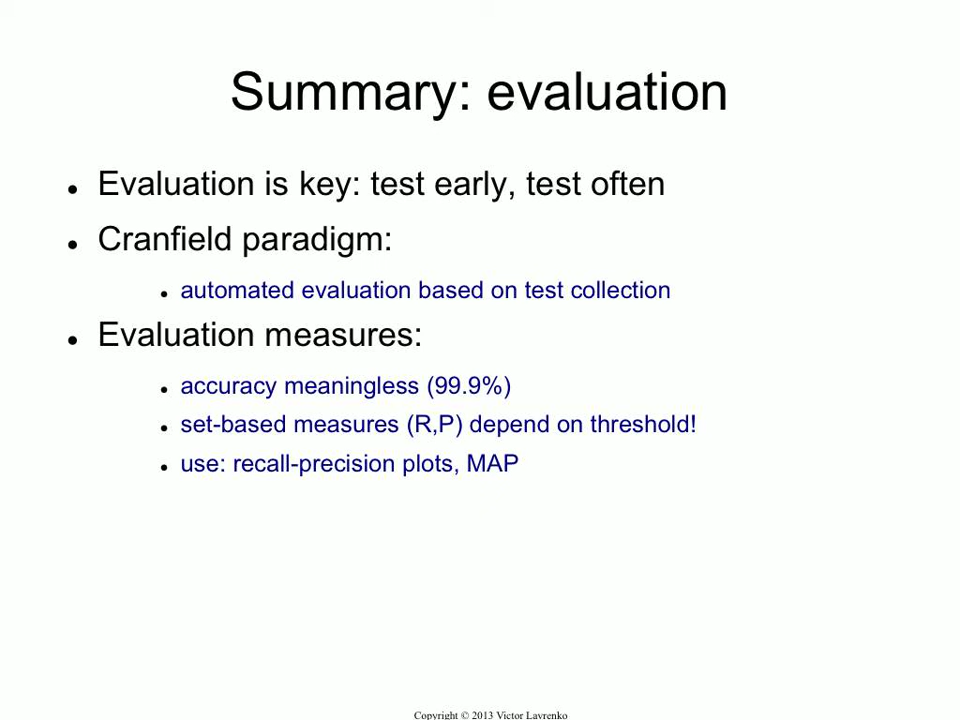 Summary: evaluation
Evaluation is key: test early, test often
Cranfield paradigm:
automated evaluation based on test collection
Evaluation measures:
accuracy meaningless (99.9%)
set-based measures (R,P) depend on threshold!
use: recall-precision plots, MAP
Copyright © 2013 Victor Lavrenko